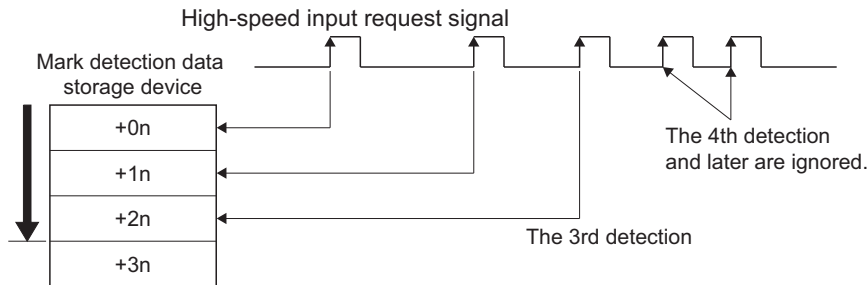 High-speed input request signal
Mark detection data
storage device
+0n
+1n
+2n
+3n
The 4th detection
and later are ignored.
The 3rd detection